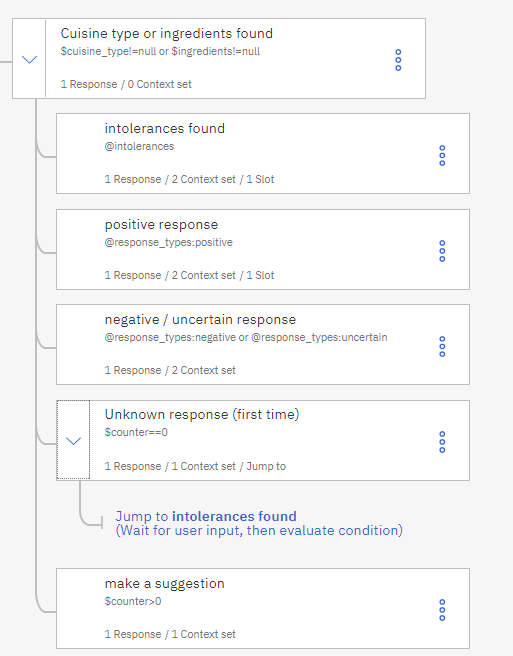 Cuisine type or ingredients found
$cuisine_type!=null or $ingredients!=null
1 Response / 0 Context set
intolerances found
@intolerances
1 Response / 2 Context set / 1 Slot
positive response
@response_types:positive
1 Response / 2 Context set / 1 Slot
negative / uncertain response
@response_types:negative or @response_types:uncertain
1 Response / 2 Context set
Unknown response (first time)
$counter==0
1 Response / 1 Context set / Jump to
Jump to intolerances found
(Wait for user input, then evaluate condition)
make a suggestion
$counter>0
1 Response / 1 Context set